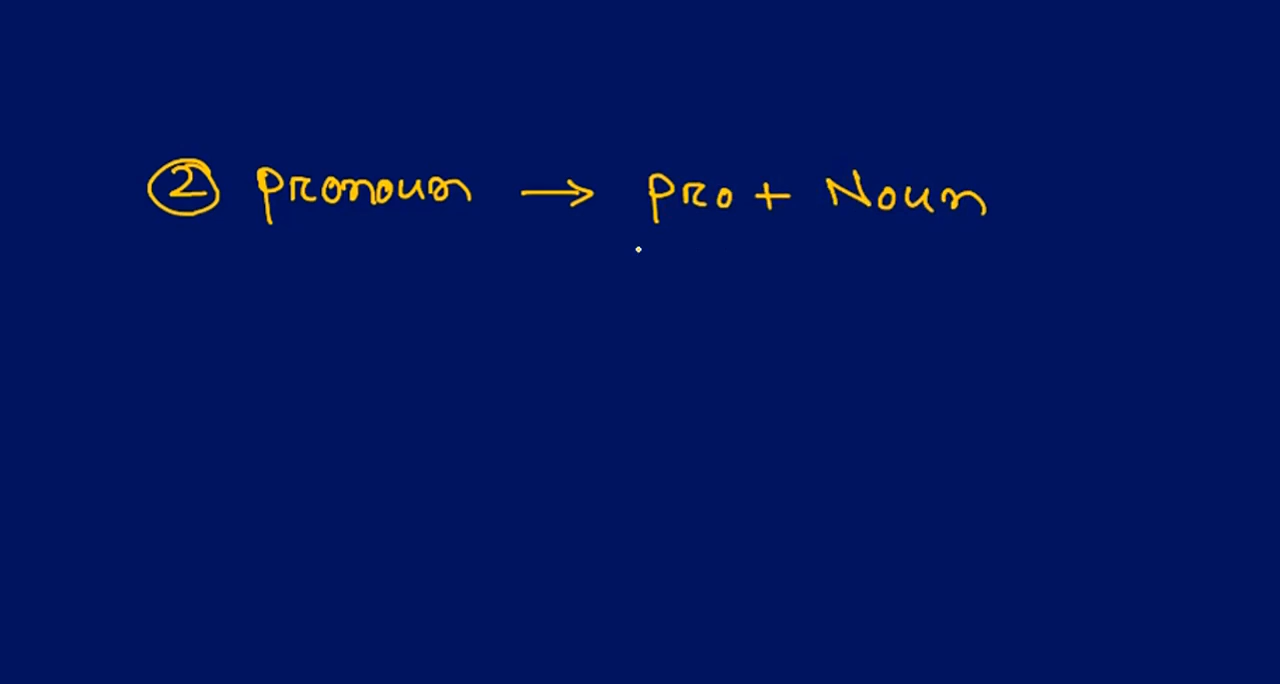 ② pronoun → pro + Noun